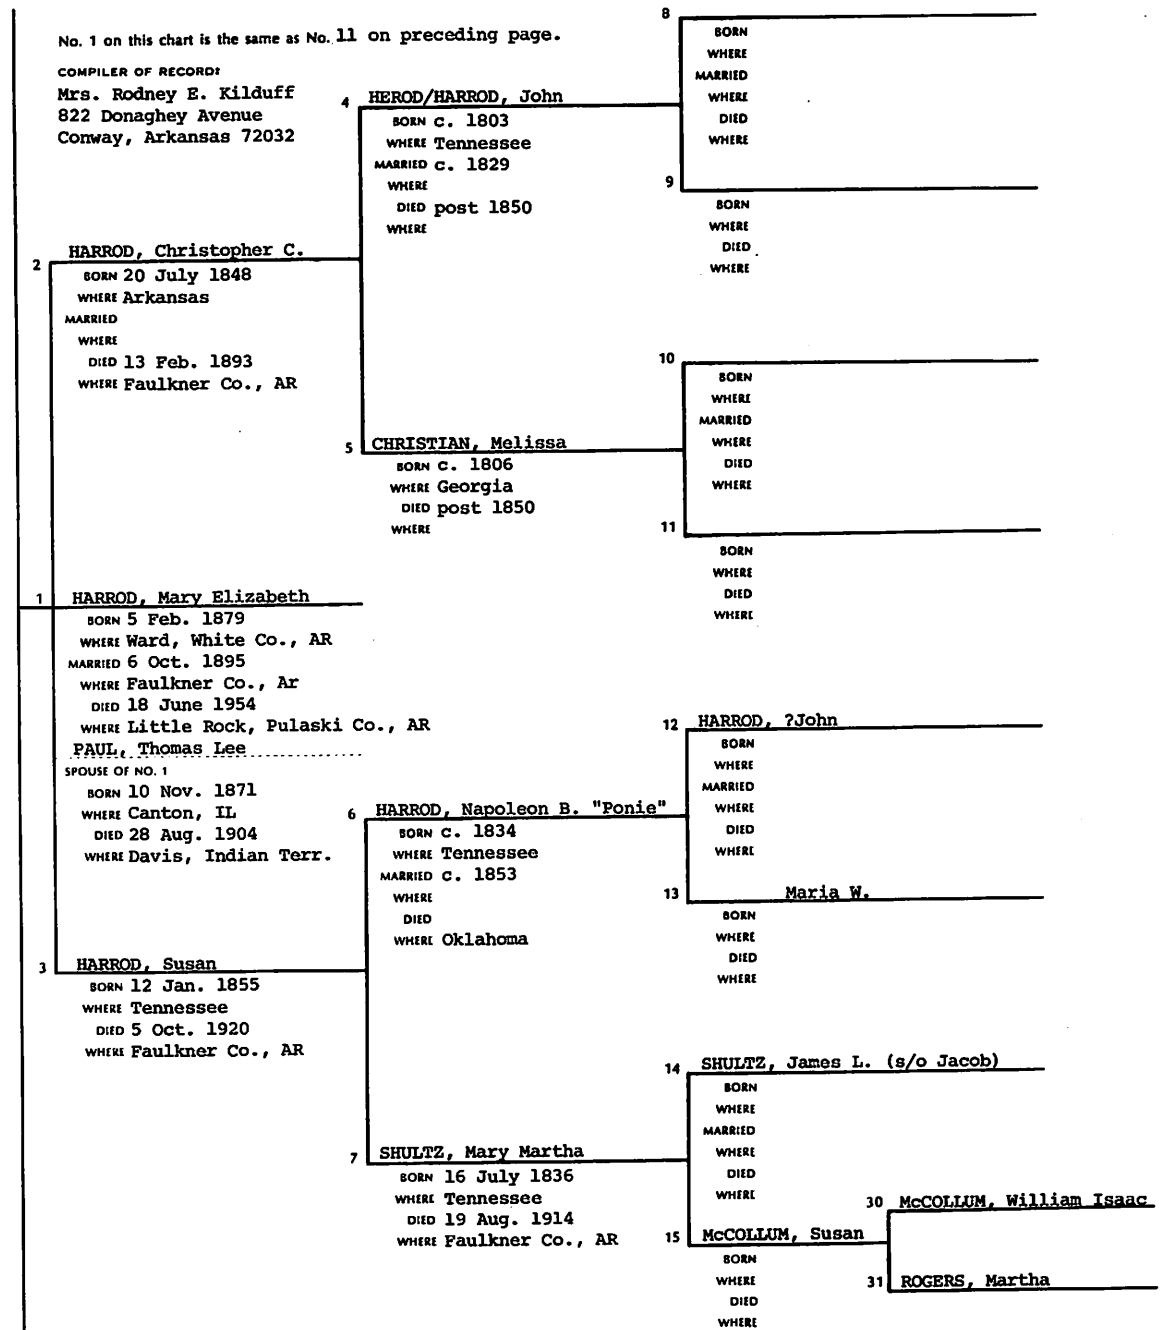 No. 1 on this chart is the same as No. 11 on preceding page.
COMPILER OF RECORD:
Mrs. Rodney E. Kilduff
822 Donaghey Avenue
Conway, Arkansas 72032
8
BORN
WHERE
MARRIED
WHERE
DIED
WHERE
4 HEROD/HARROD, John
BORN c. 1803
WHERE Tennessee
MARRIED c. 1829
WHERE
DIED post 1850
WHERE
9
BORN
WHERE
DIED
WHERE
2 HARROD, Christopher C.
BORN 20 July 1848
WHERE Arkansas
MARRIED
WHERE
DIED 13 Feb. 1893
WHERE Faulkner Co., AR
10
BORN
WHERE
MARRIED
WHERE
DIED
WHERE
5 CHRISTIAN, Melissa
BORN c. 1806
WHERE Georgia
DIED post 1850
WHERE
11
BORN
WHERE
DIED
WHERE
1 HARROD, Mary Elizabeth
BORN 5 Feb. 1879
WHERE Ward, White Co., AR
MARRIED 6 Oct. 1895
WHERE Faulkner Co., Ar
DIED 18 June 1954
WHERE Little Rock, Pulaski Co., AR
PAUL, Thomas Lee
SPOUSE OF NO. 1
BORN 10 Nov. 1871
WHERE Canton, IL
DIED 28 Aug. 1904
WHERE Davis, Indian Terr.
12 HARROD, ?John
BORN
WHERE
MARRIED
WHERE
DIED
WHERE
6 HARROD, Napoleon B. "Ponie"
BORN c. 1834
WHERE Tennessee
MARRIED c. 1853
WHERE
DIED
WHERE Oklahoma
13 Maria W.
BORN
WHERE
DIED
WHERE
3 HARROD, Susan
BORN 12 Jan. 1855
WHERE Tennessee
DIED 5 Oct. 1920
WHERE Faulkner Co., AR
14 SHULTZ, James L. (s/o Jacob)
BORN
WHERE
MARRIED
WHERE
DIED
WHERE
7 SHULTZ, Mary Martha
BORN 16 July 1836
WHERE Tennessee
DIED 19 Aug. 1914
WHERE Faulkner Co., AR
30 McCOLLUM, William Isaac
15 McCOLLUM, Susan
BORN
WHERE
DIED
WHERE
31 ROGERS, Martha